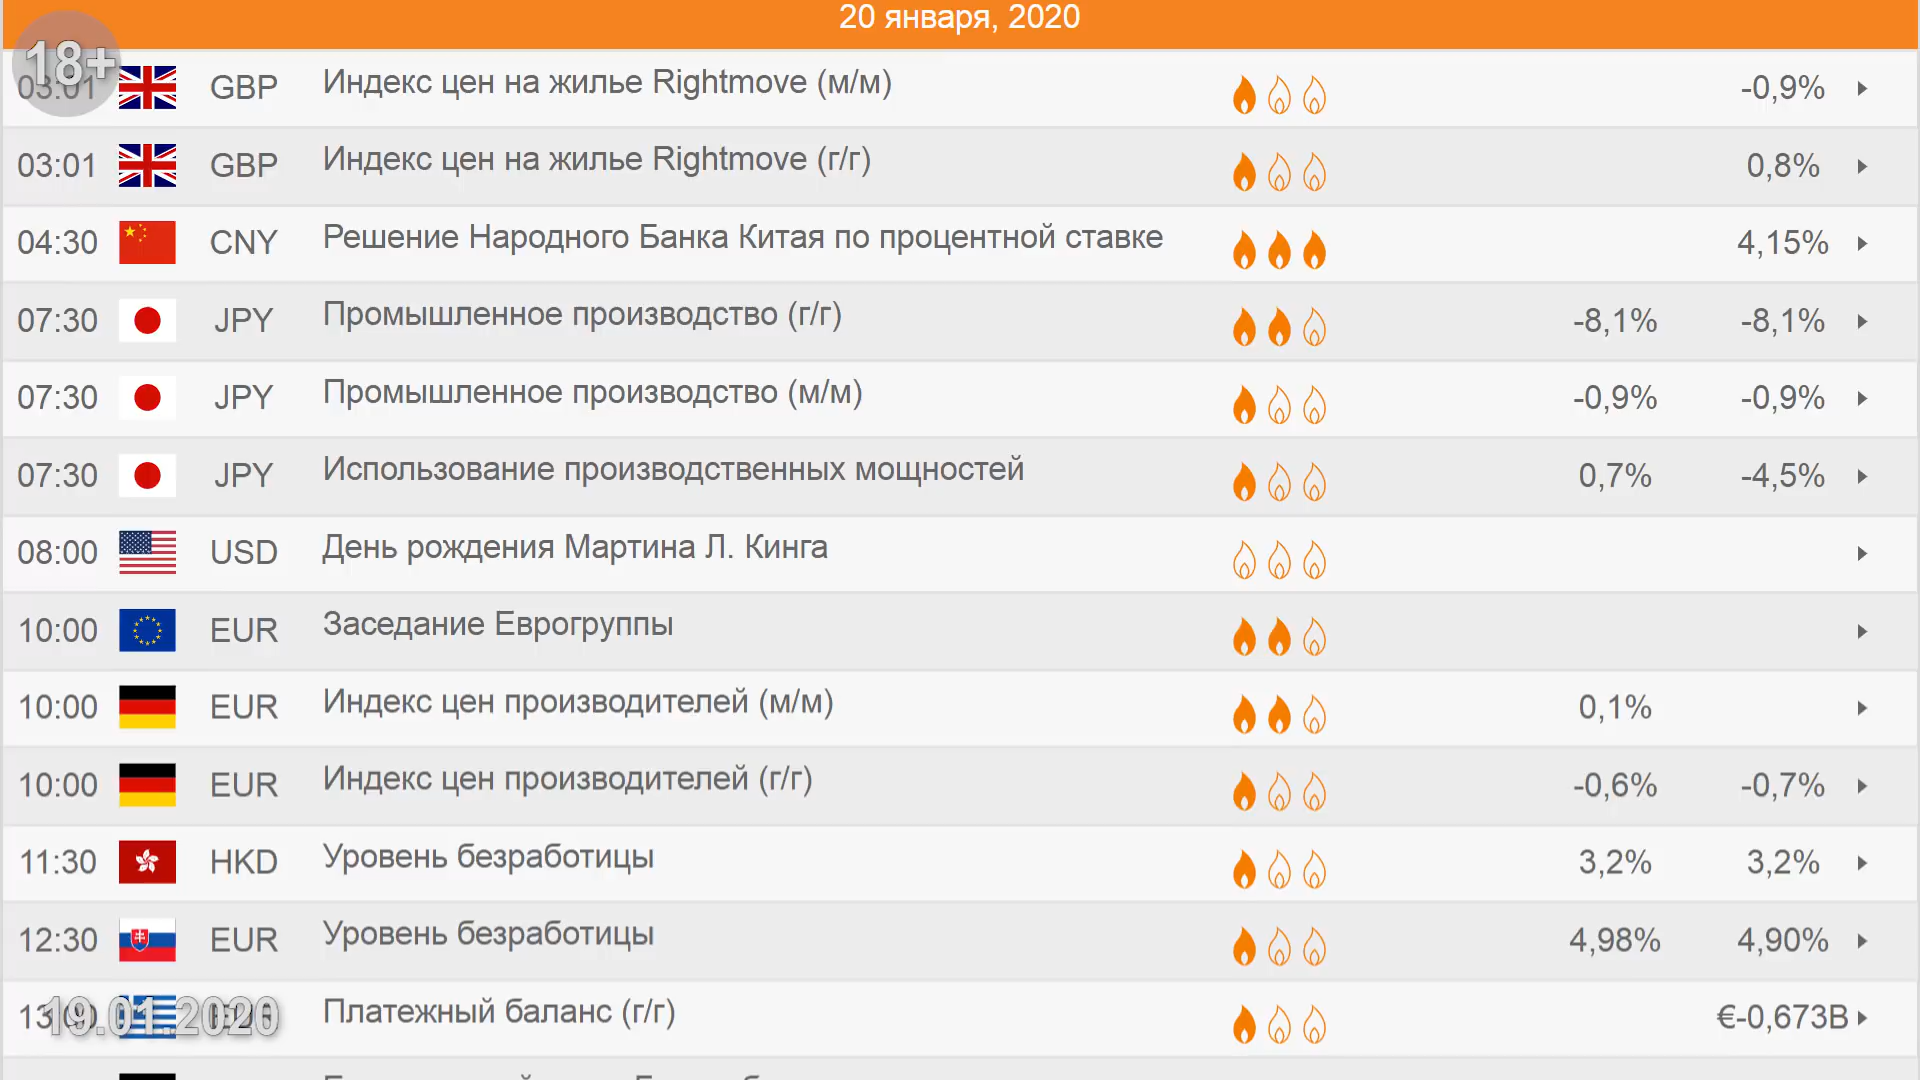 20 января, 2020
18+
03:01 GBP Индекс цен на жилье Rightmove (м/м) -0,9%
03:01 GBP Индекс цен на жилье Rightmove (г/г) 0,8%
04:30 CNY Решение Народного Банка Китая по процентной ставке 4,15%
07:30 JPY Промышленное производство (г/г) -8,1% -8,1%
07:30 JPY Промышленное производство (м/м) -0,9% -0,9%
07:30 JPY Использование производственных мощностей 0,7% -4,5%
08:00 USD День рождения Мартина Л. Кинга
10:00 EUR Заседание Еврогруппы
10:00 EUR Индекс цен производителей (м/м) 0,1%
10:00 EUR Индекс цен производителей (г/г) -0,6% -0,7%
11:30 HKD Уровень безработицы 3,2% 3,2%
12:30 EUR Уровень безработицы 4,98% 4,90%
13:00 EUR Платежный баланс (г/г) €-0,673B
19.01.2020